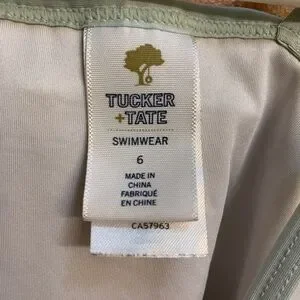 TUCKER
+TATE
SWIMWEAR
6
MADE IN
CHINA
FABRIQUÉ
EN CHINE
CA57963